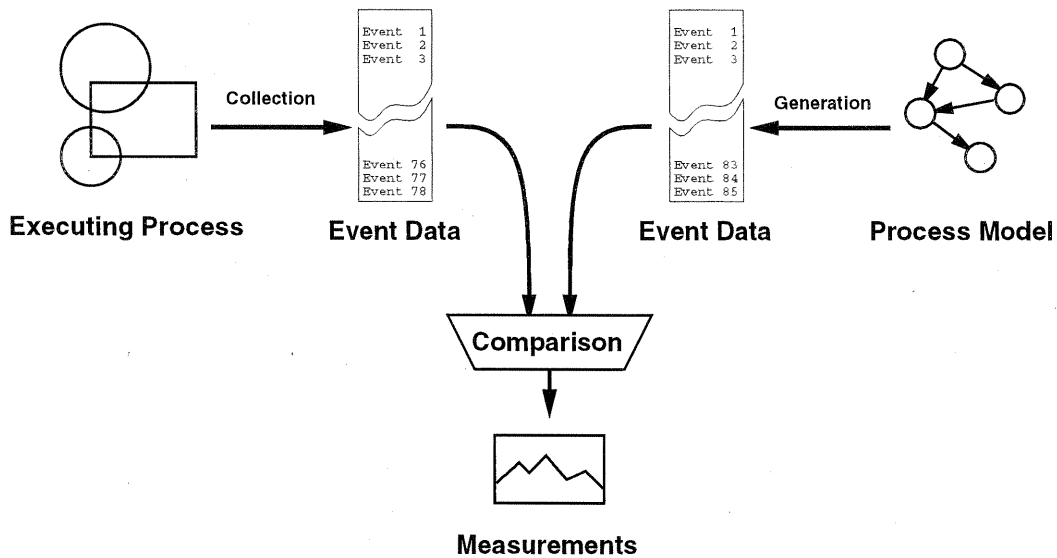 Event 1
Event 2
Event 3
Event 76
Event 77
Event 78
Event 1
Event 2
Event 3
Event 83
Event 84
Event 85
Collection
Generation
Executing Process
Event Data
Event Data
Process Model
Comparison
Measurements